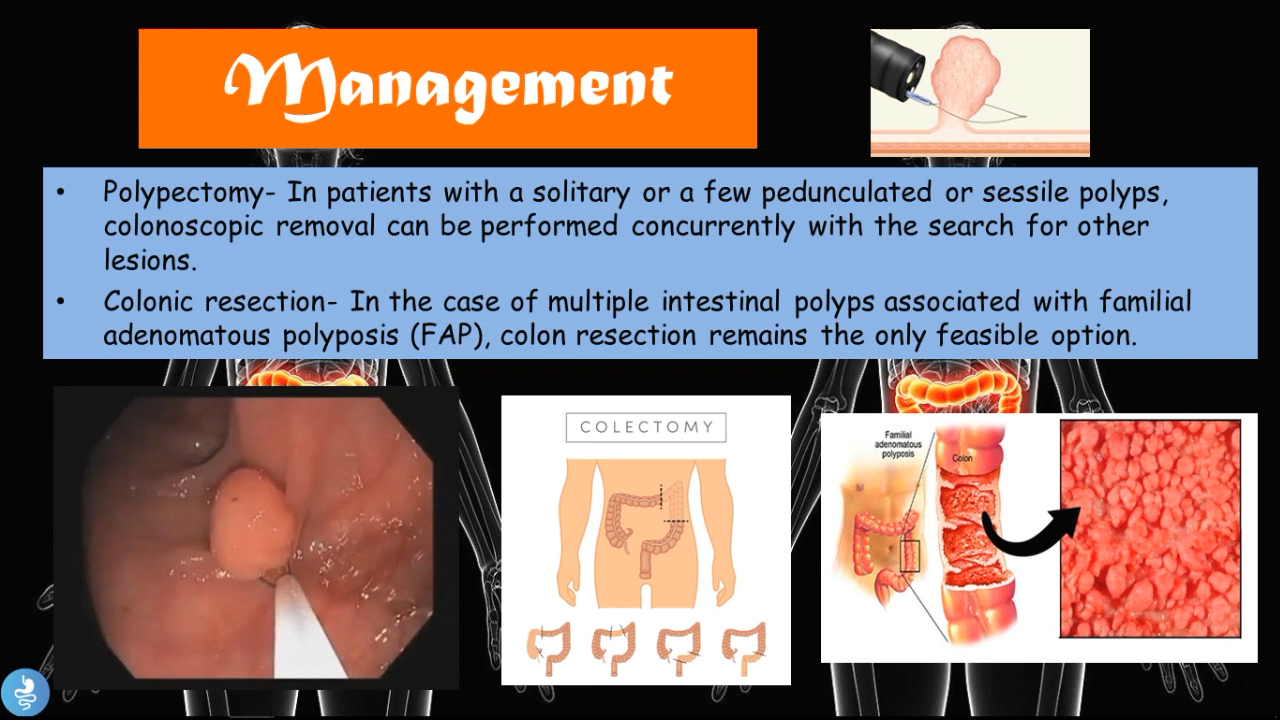 Management
• Polypectomy- In patients with a solitary or a few pedunculated or sessile polyps,
colonoscopic removal can be performed concurrently with the search for other
lesions.
• Colonic resection- In the case of multiple intestinal polyps associated with familial
adenomatous polyposis (FAP), colon resection remains the only feasible option.
COLECTOMY
Familial
adenomatous
polyposis
Colon